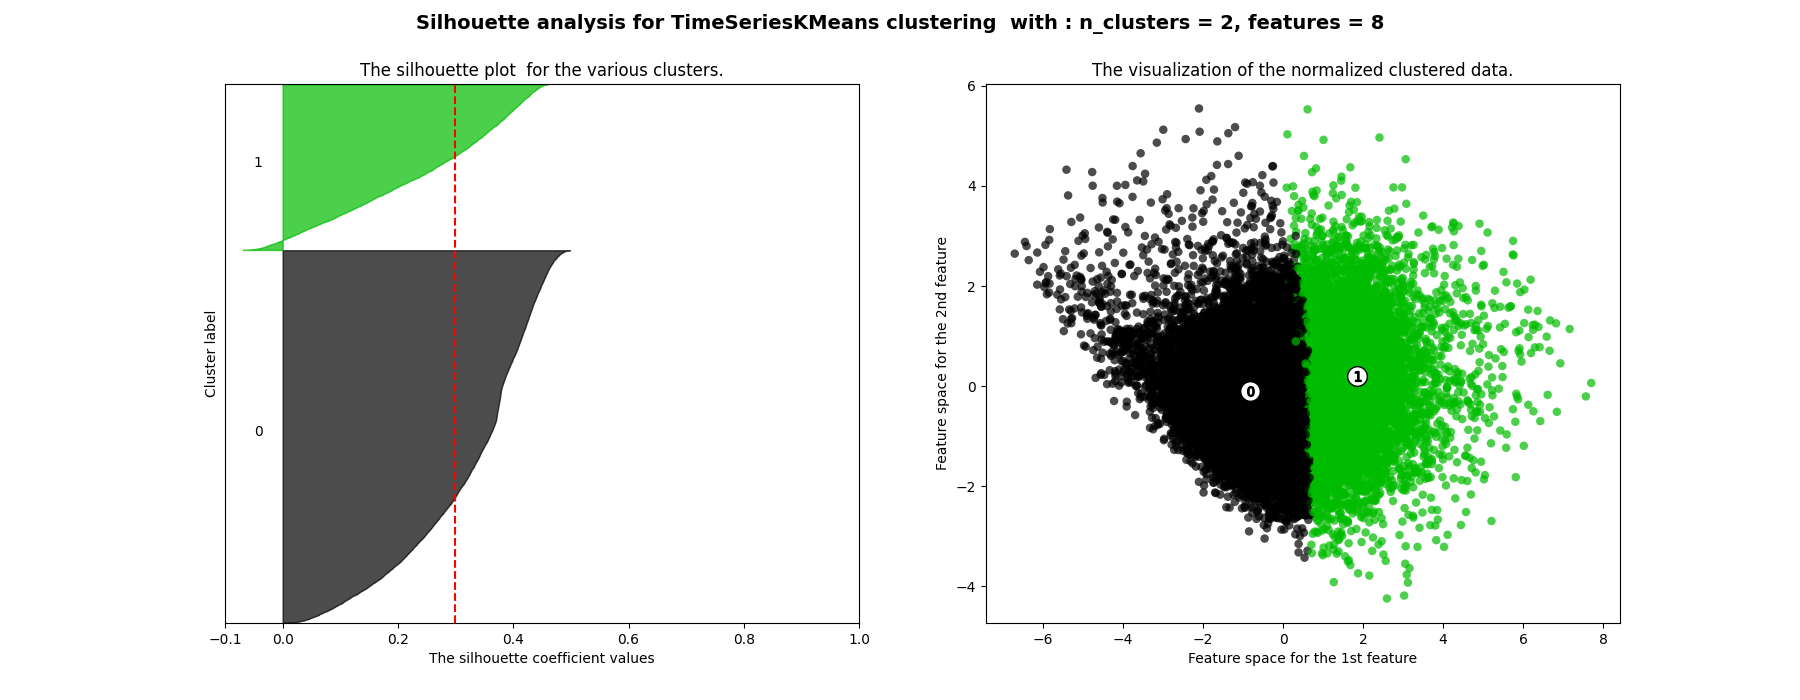 Silhouette analysis for TimeSeriesKMeans clustering  with : n_clusters = 2, features = 8
The silhouette plot  for the various clusters.
1
0
Cluster label
−0.1 0.0 0.2 0.4 0.6 0.8 1.0
The silhouette coefficient values
The visualization of the normalized clustered data.
6
4
2
0
−2
−4
Feature space for the 2nd feature
0 1
−6 −4 −2 0 2 4 6 8
Feature space for the 1st feature